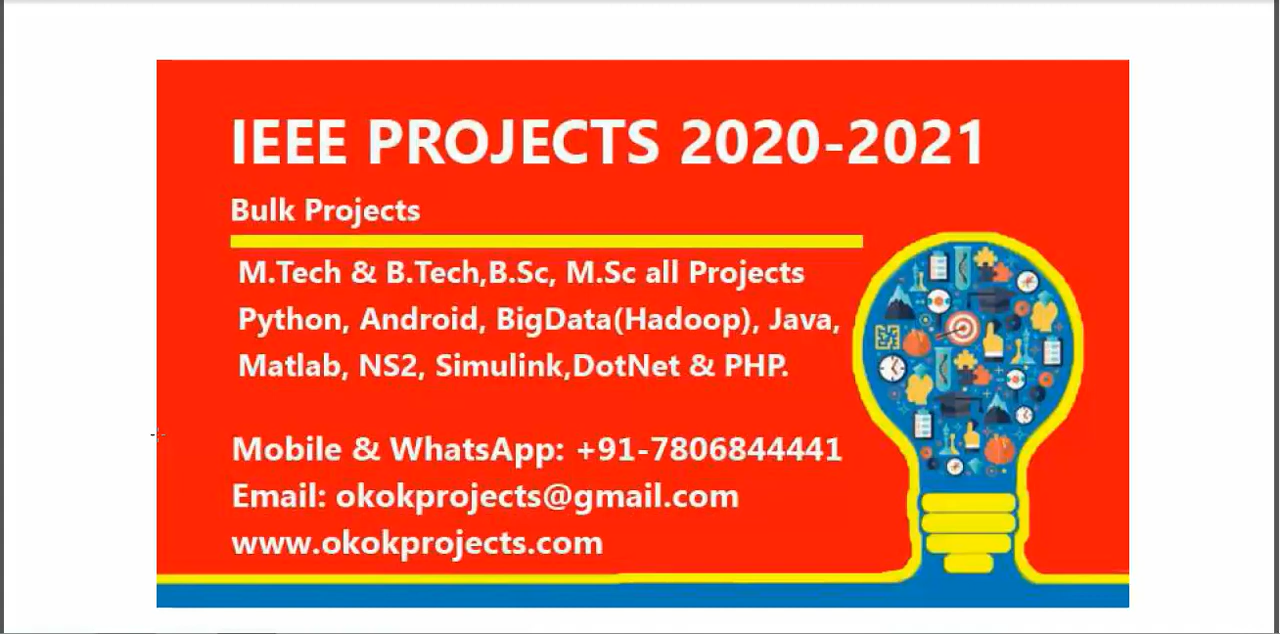 IEEE PROJECTS 2020-2021
Bulk Projects
M.Tech & B.Tech,B.Sc, M.Sc all Projects
Python, Android, BigData(Hadoop), Java,
Matlab, NS2, Simulink,DotNet & PHP.
Mobile & WhatsApp: +91-7806844441
Email: okokprojects@gmail.com
www.okokprojects.com